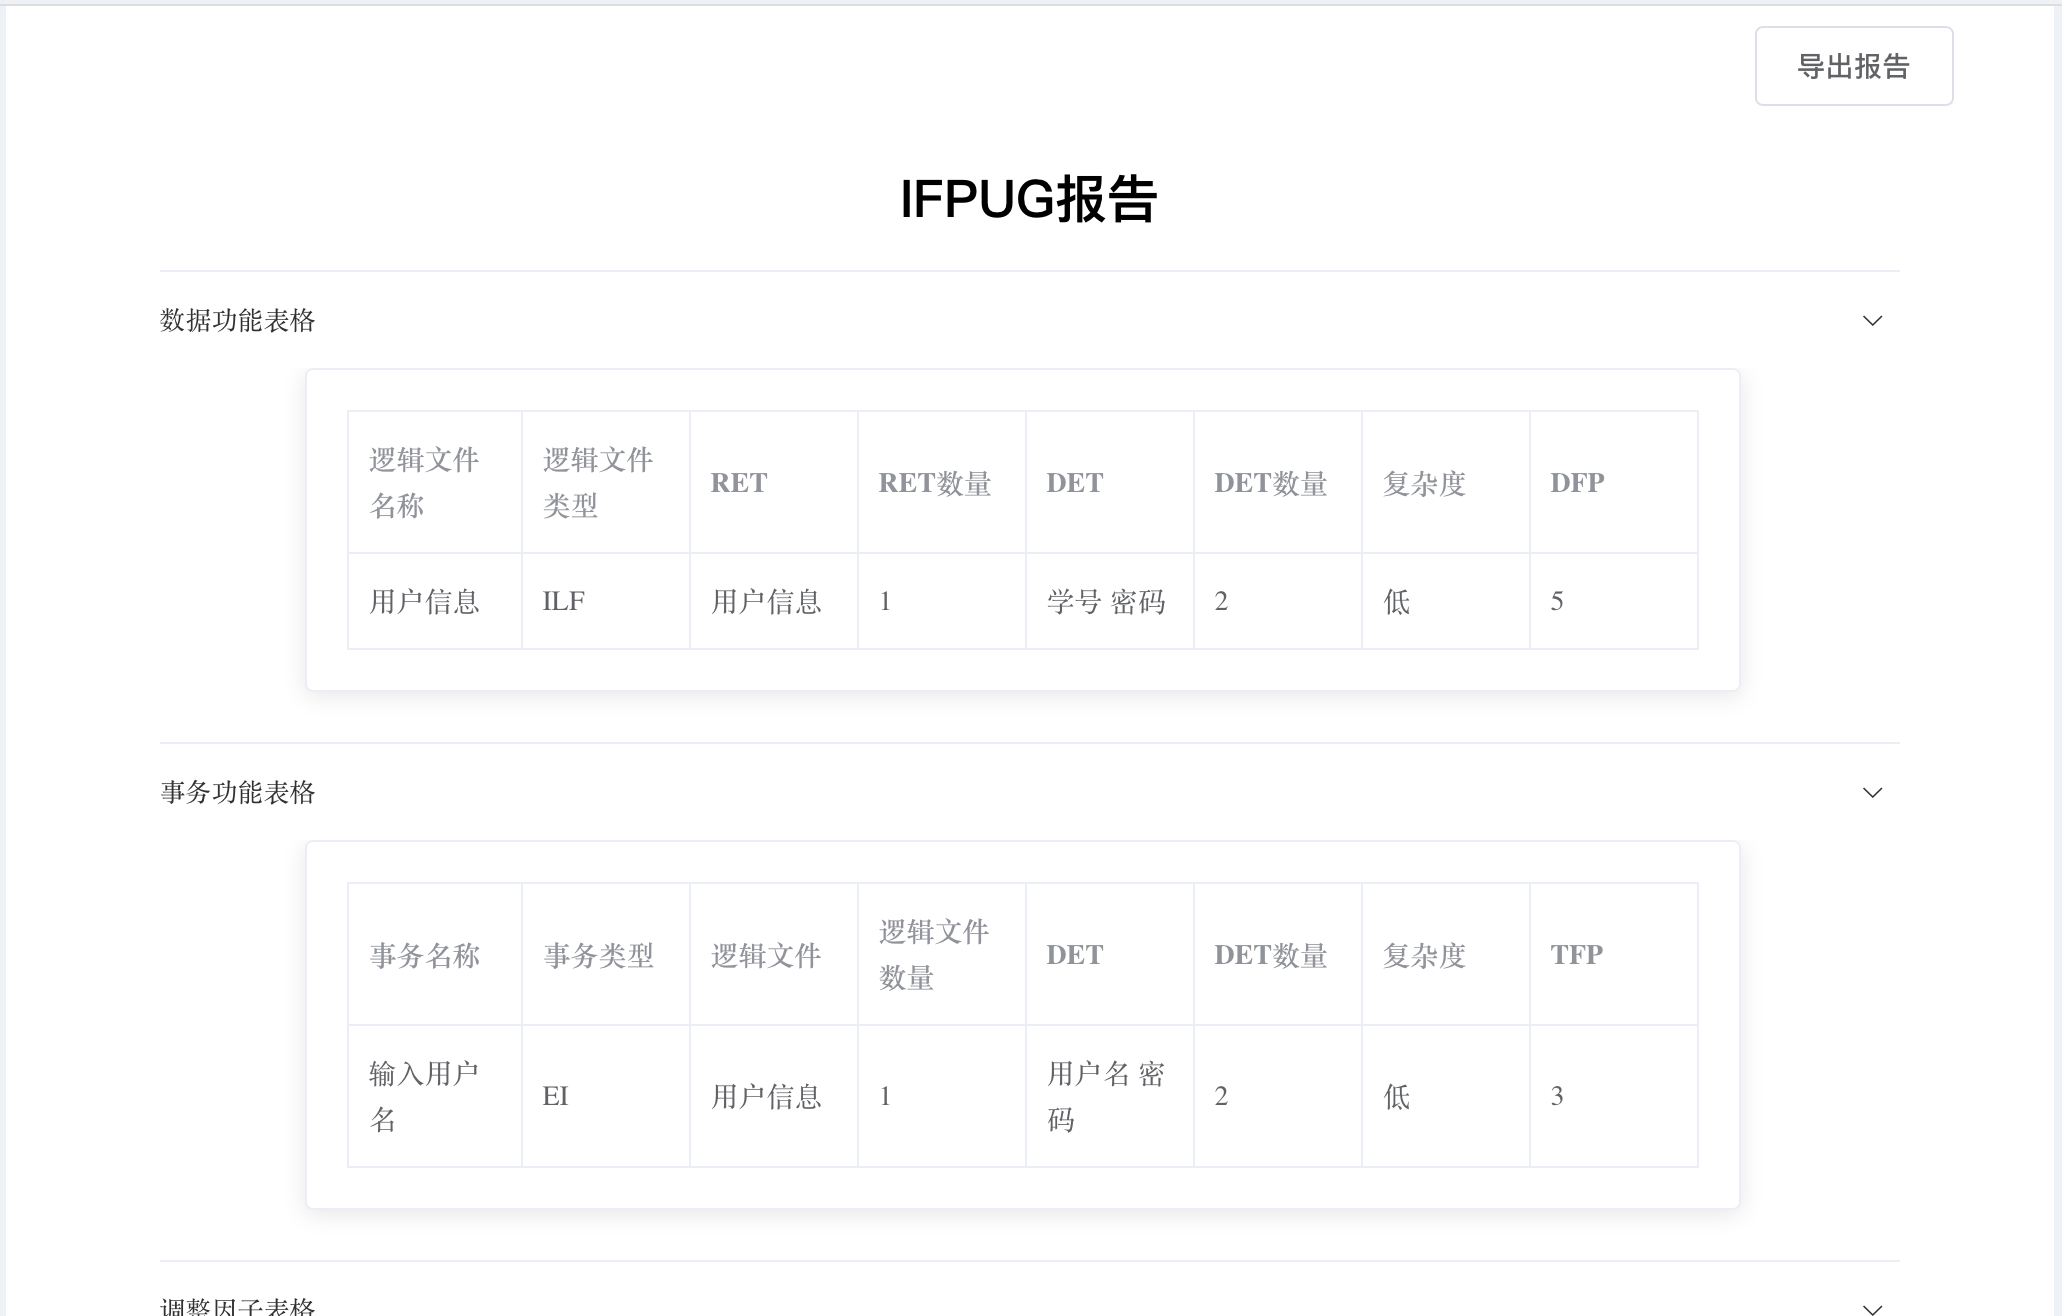 导出报告
IFPUG报告
数据功能表格
逻辑文件名称 逻辑文件类型 RET RET数量 DET DET数量 复杂度 DFP
用户信息 ILF 用户信息 1 学号 密码 2 低 5
事务功能表格
事务名称 事务类型 逻辑文件 逻辑文件数量 DET DET数量 复杂度 TFP
输入用户名 EI 用户信息 1 用户名 密码 2 低 3
调整因子表格